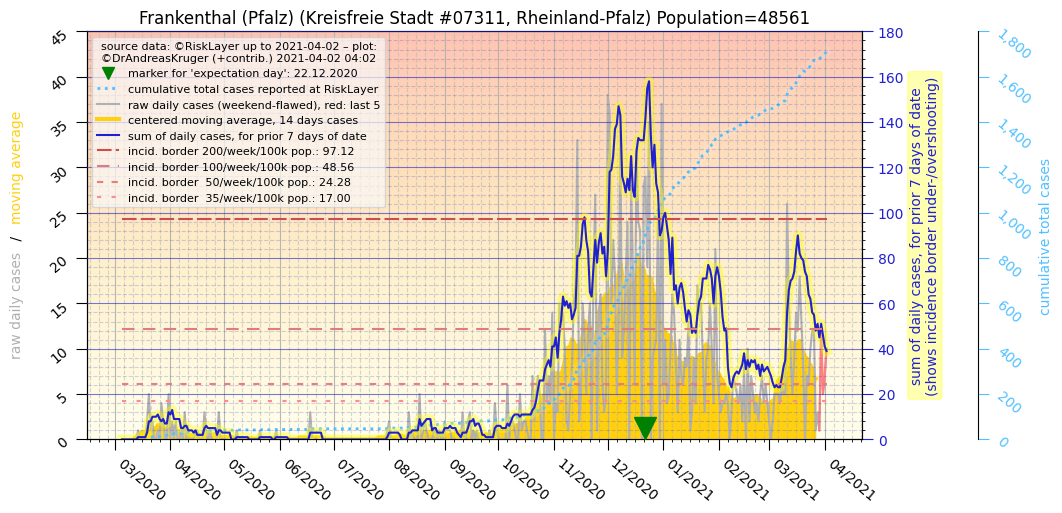 Frankenthal (Pfalz) (Kreisfreie Stadt #07311, Rheinland-Pfalz) Population=48561
source data: ©RiskLayer up to 2021-04-02 – plot:
©DrAndreasKruger (+contrib.) 2021-04-02 04:02
marker for 'expectation day': 22.12.2020
cumulative total cases reported at RiskLayer
raw daily cases (weekend-flawed), red: last 5
centered moving average, 14 days cases
sum of daily cases, for prior 7 days of date
incid. border 200/week/100k pop.: 97.12
incid. border 100/week/100k pop.: 48.56
incid. border  50/week/100k pop.: 24.28
incid. border  35/week/100k pop.: 17.00
raw daily cases  /  moving average
45
40
35
30
25
20
15
10
5
0
03/2020
04/2020
05/2020
06/2020
07/2020
08/2020
09/2020
10/2020
11/2020
12/2020
01/2021
02/2021
03/2021
04/2021
180
160
140
120
100
80
60
40
20
0
sum of daily cases, for prior 7 days of date
(shows incidence border under-/overshooting)
1,800
1,600
1,400
1,200
1,000
800
600
400
200
0
cumulative total cases